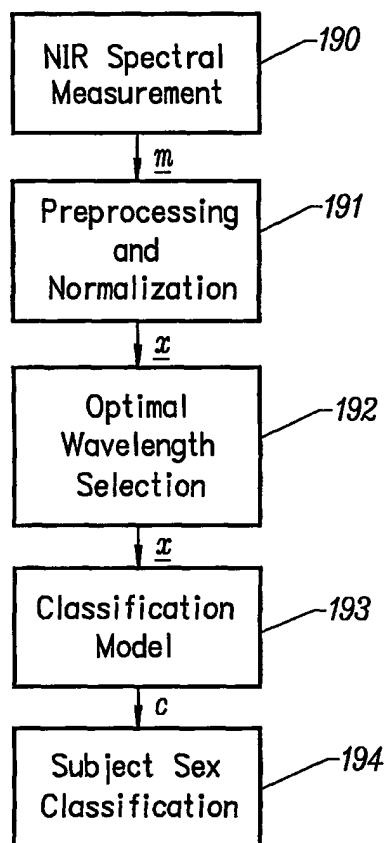 NIR Spectral
Measurement
190
m
Preprocessing
and
Normalization
191
x
Optimal
Wavelength
Selection
192
x
Classification
Model
193
c
Subject Sex
Classification
194